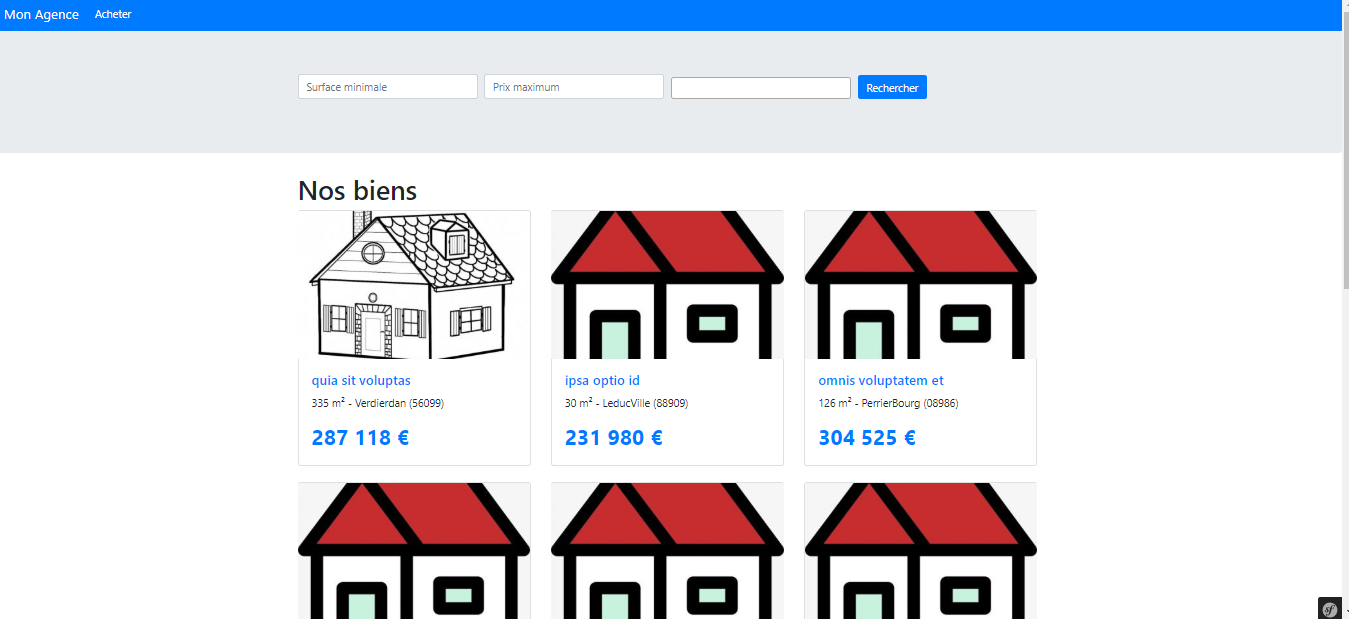 Mon Agence Acheter
Surface minimale Prix maximum Rechercher
Nos biens
quia sit voluptas
335 m² - Verdierdan (56099)
287 118 €
ipsa optio id
30 m² - LeducVille (88909)
231 980 €
omnis voluptatem et
126 m² - PerrierBourg (08986)
304 525 €
sf